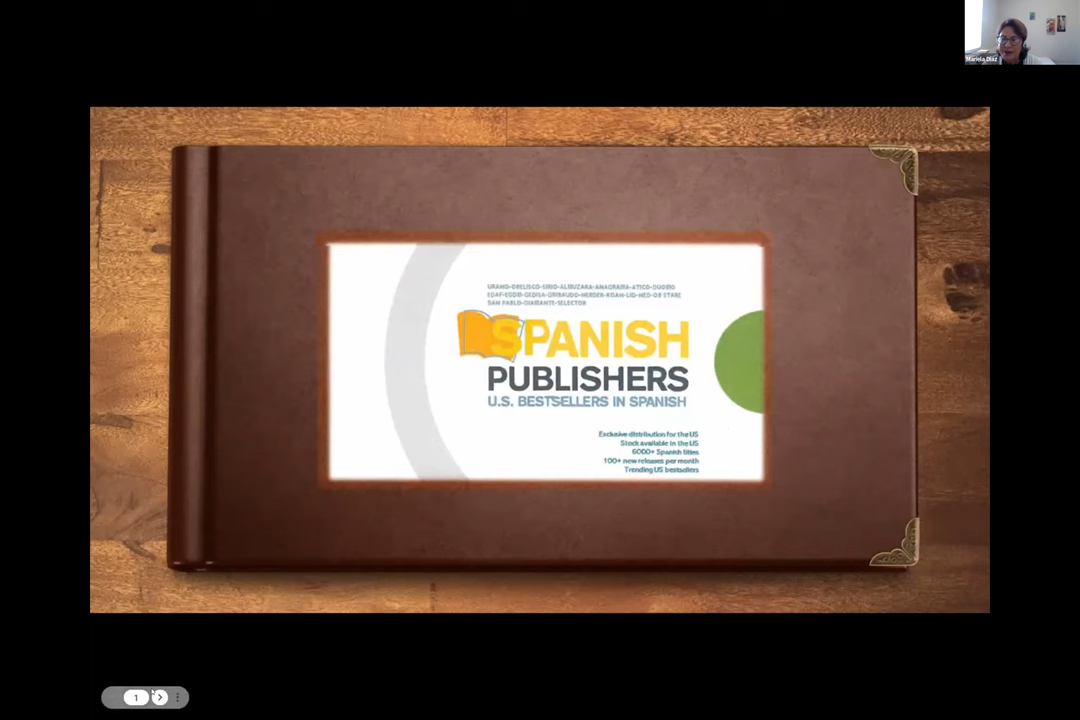 Mariela Diaz
URANO-OBELISCO-SIRIO-ALMUZARA-ANAGRAMA-ATICO-DUOMO
EDAF-EGDIB-GEDISA-GRIBAUDO-HERDER-KOAN-LID-NED-OB STARE
SAN PABLO-DIAMANTE-SELECTOR
SPANISH
PUBLISHERS
U.S. BESTSELLERS IN SPANISH
Exclusive distribution for the US
Stock available in the US
6000+ Spanish titles
100+ new releases per month
Trending US bestsellers
1